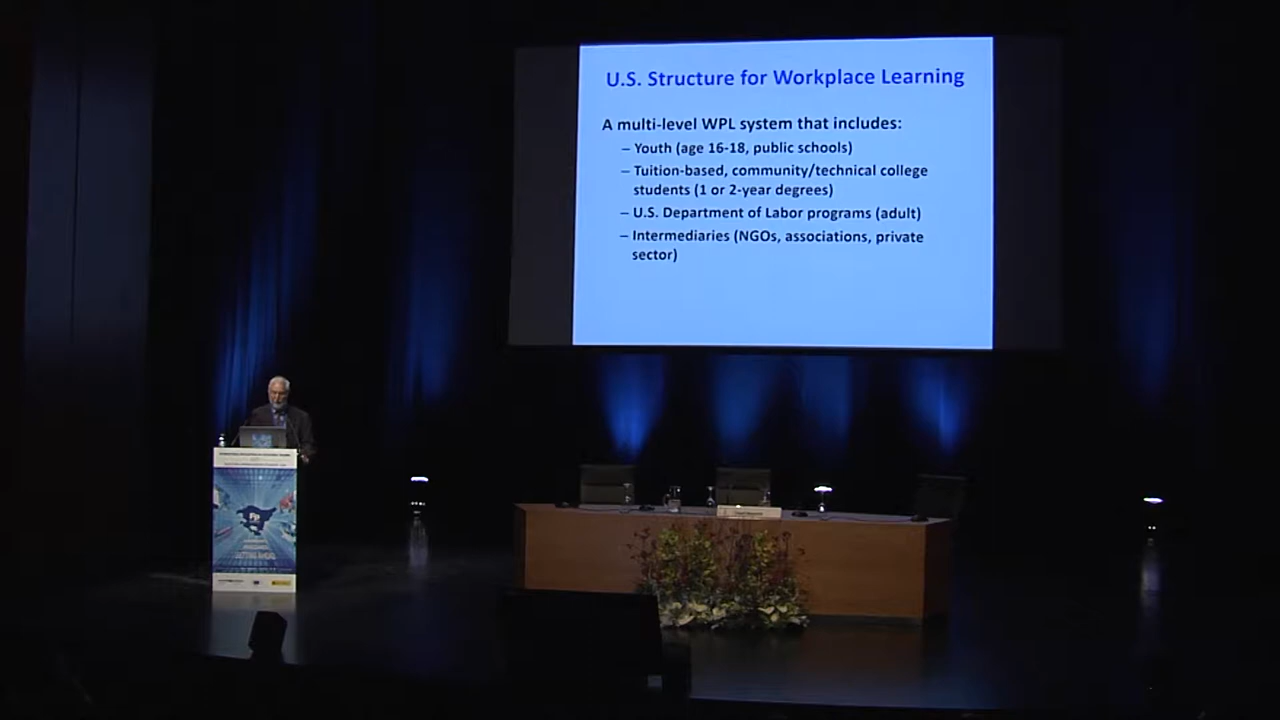 U.S. Structure for Workplace Learning
A multi-level WPL system that includes:
– Youth (age 16-18, public schools)
– Tuition-based, community/technical college
students (1 or 2-year degrees)
– U.S. Department of Labor programs (adult)
– Intermediaries (NGOs, associations, private
sector)